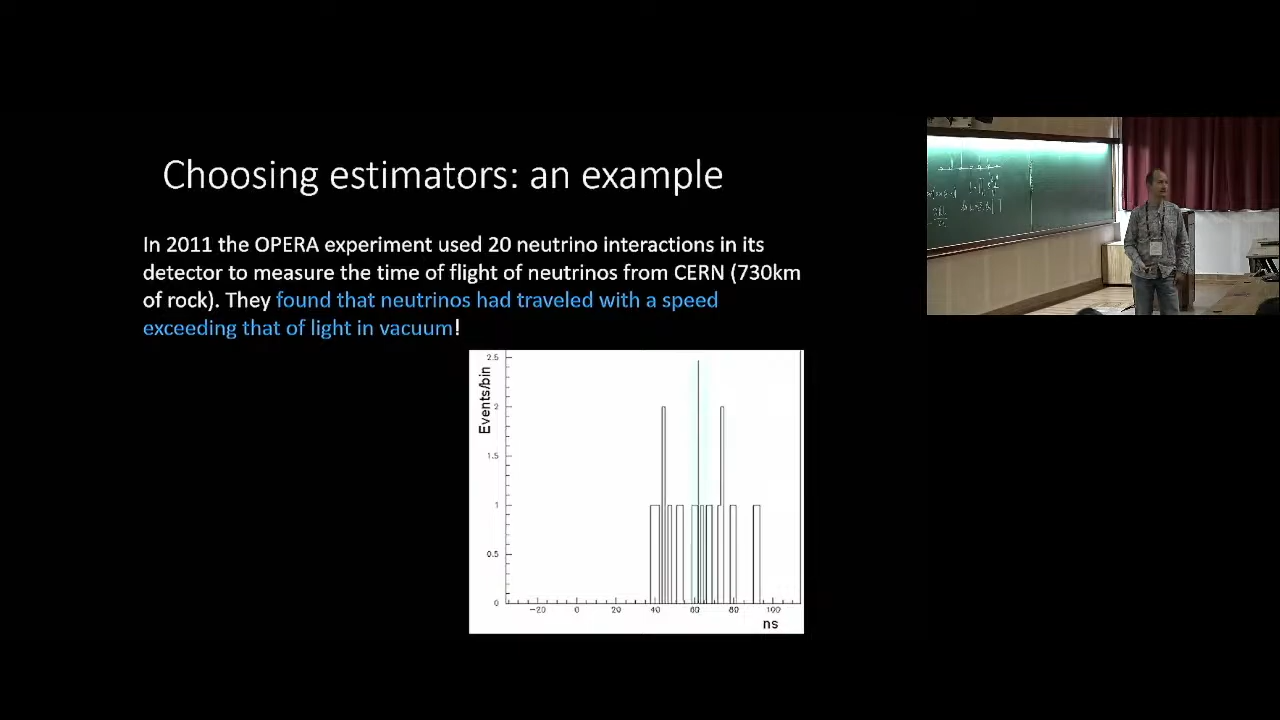 Choosing estimators: an example
In 2011 the OPERA experiment used 20 neutrino interactions in its
detector to measure the time of flight of neutrinos from CERN (730km
of rock). They found that neutrinos had traveled with a speed
exceeding that of light in vacuum!
Events/bin
2.5
2
1.5
1
0.5
0
−20 0 20 40 60 80 100
ns